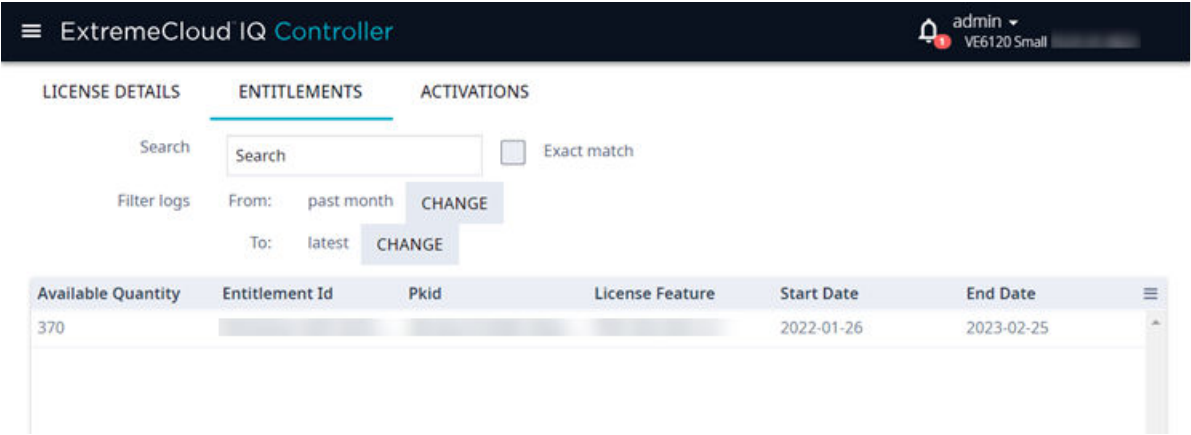 ExtremeCloud IQ Controller
admin
1
VE6120 Small
LICENSE DETAILS ENTITLEMENTS ACTIVATIONS
Search Search Exact match
Filter logs From: past month CHANGE
To: latest CHANGE
Available Quantity Entitlement Id Pkid License Feature Start Date End Date
370 2022-01-26 2023-02-25